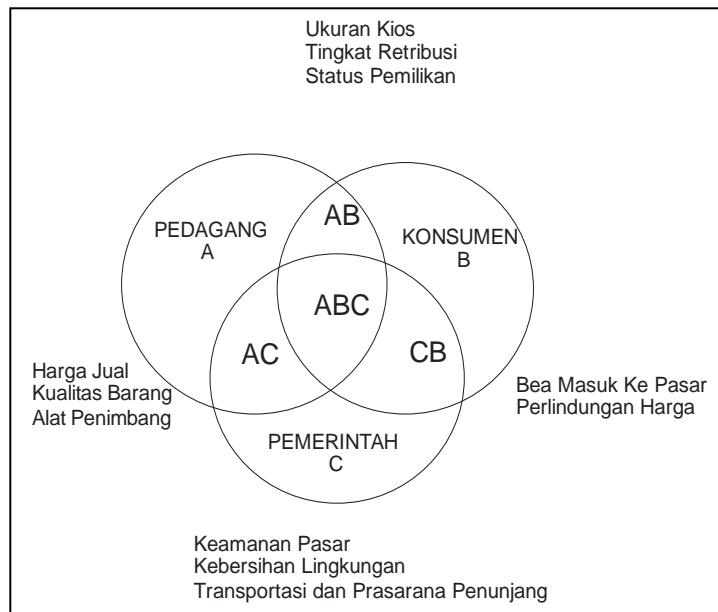 Ukuran Kios
Tingkat Retribusi
Status Pemilikan
AB
PEDAGANG
A
KONSUMEN
B
ABC
AC
CB
Harga Jual
Kualitas Barang
Alat Penimbang
Bea Masuk Ke Pasar
Perlindungan Harga
PEMERINTAH
C
Keamanan Pasar
Kebersihan Lingkungan
Transportasi dan Prasarana Penunjang